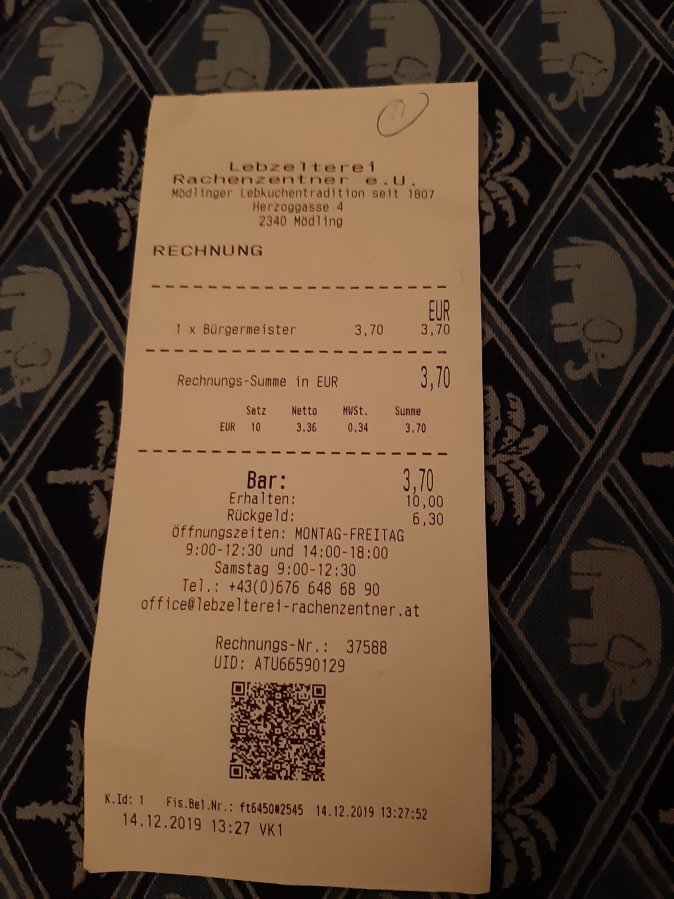 11
Lebzelterei
Rachenzentner e.U.
Mödlinger Lebkuchentradition seit 1807
Herzoggasse 4
2340 Mödling
RECHNUNG
EUR
1 x Bürgermeister 3,70 3,70
Rechnungs-Summe in EUR 3,70
Satz Netto MWSt. Summe
EUR 10 3,36 0,34 3,70
Bar: 3,70
Erhalten: 10,00
Rückgeld: 6,30
Öffnungszeiten: MONTAG-FREITAG
9:00-12:30 und 14:00-18:00
Samstag 9:00-12:30
Tel.: +43(0)676 648 68 90
office@lebzelterei-rachenzentner.at
Rechnungs-Nr.: 37588
UID: ATU66590129
K.Id: 1 Fis.Bel.Nr.: ft6450#2545 14.12.2019 13:27:52
14.12.2019 13:27 VK1